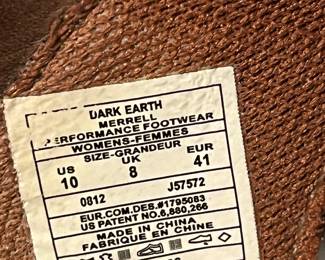 DARK EARTH
MERRELL
PERFORMANCE FOOTWEAR
WOMENS-FEMMES
SIZE-GRANDEUR
US UK EUR
10 8 41
0812 J57572
EUR.COM.DES.#1795083
US PATENT NO.6,880,266
MADE IN CHINA
FABRIQUE EN CHINE